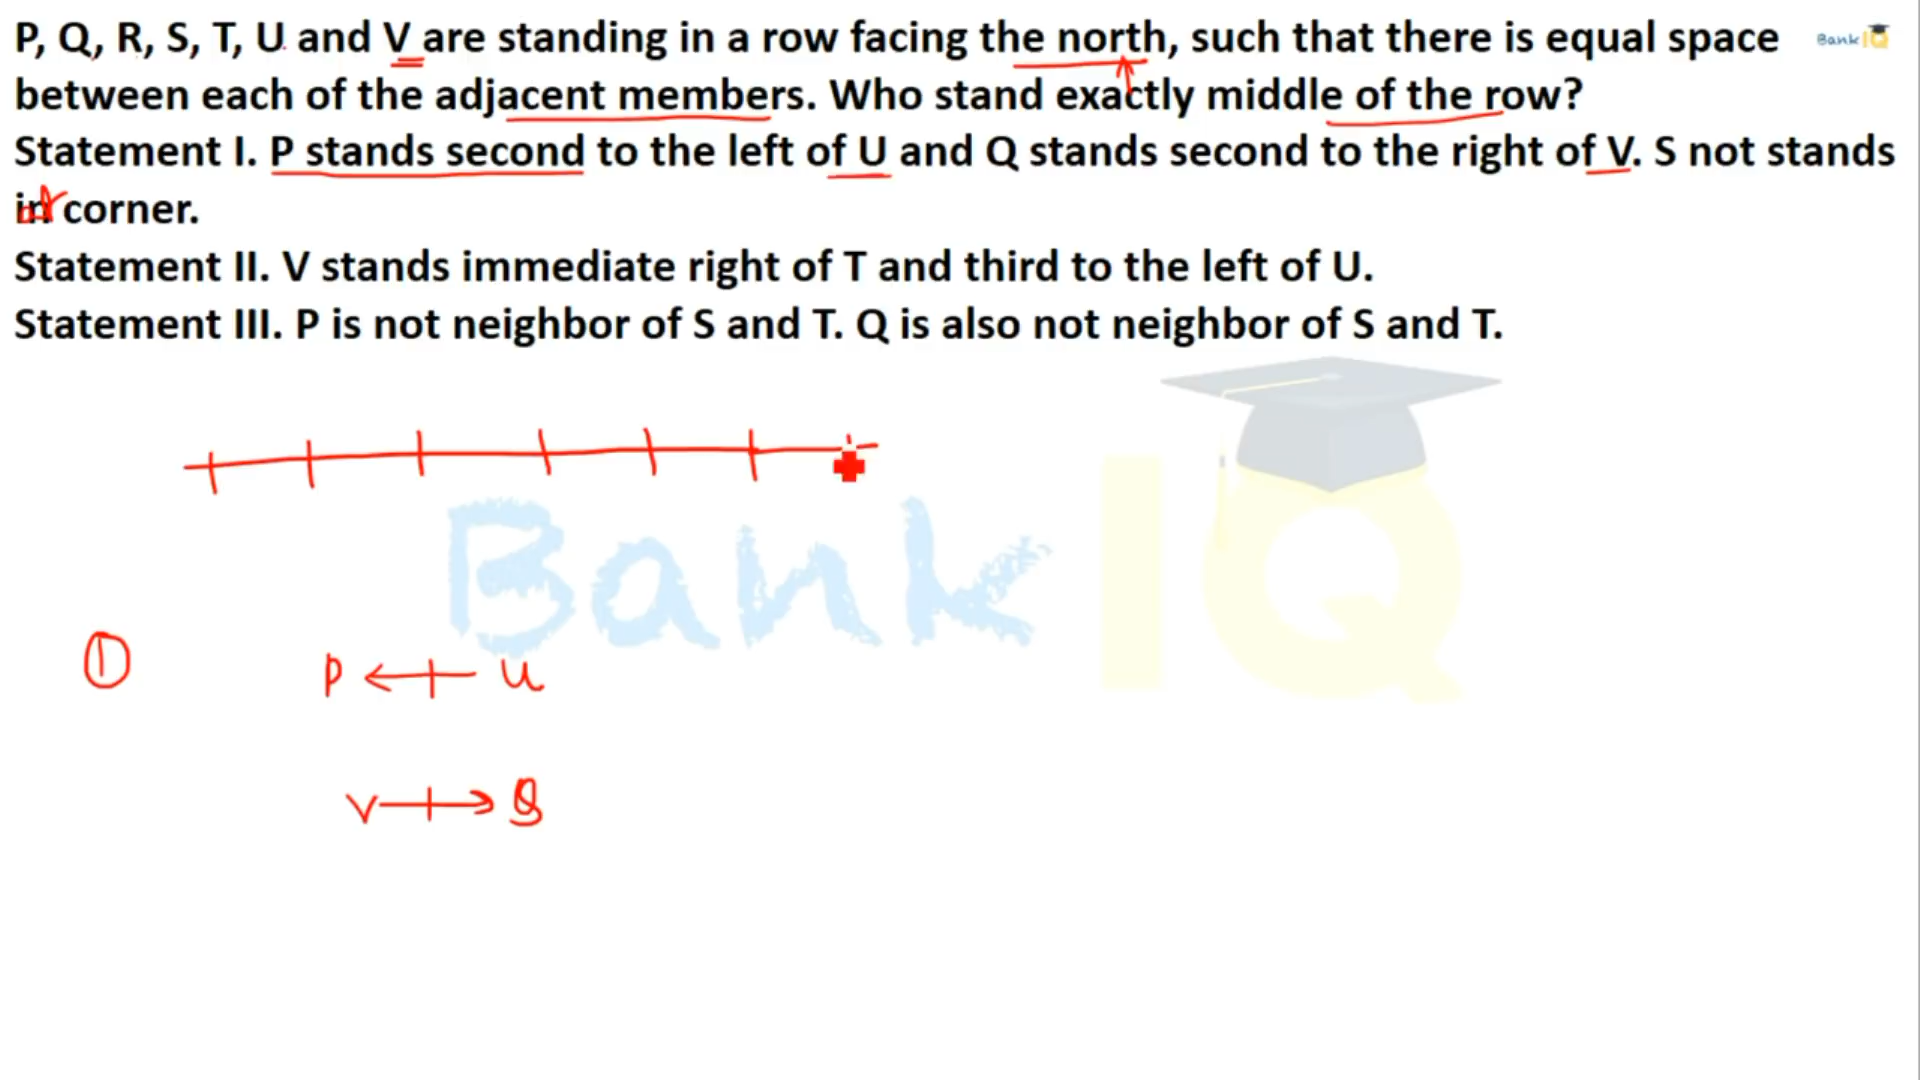 P, Q, R, S, T, U and V are standing in a row facing the north, such that there is equal space
Bank IQ
between each of the adjacent members. Who stand exactly middle of the row?
Statement I. P stands second to the left of U and Q stands second to the right of V. S not stands
in corner.
Statement II. V stands immediate right of T and third to the left of U.
Statement III. P is not neighbor of S and T. Q is also not neighbor of S and T.
Bank IQ
① P ← U
V → Q